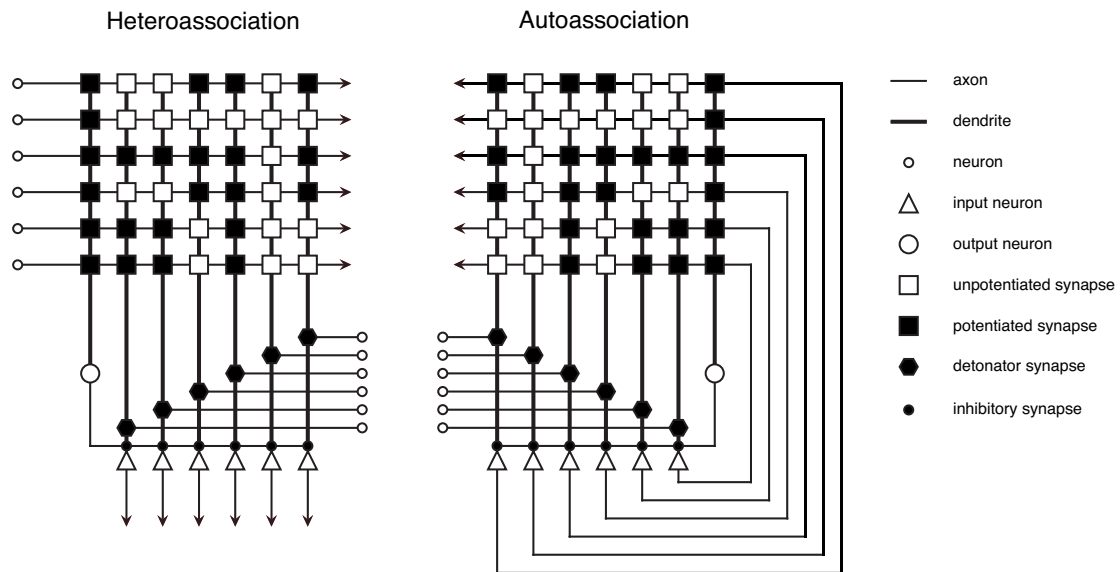 Heteroassociation
Autoassociation
axon
dendrite
neuron
input neuron
output neuron
unpotentiated synapse
potentiated synapse
detonator synapse
inhibitory synapse